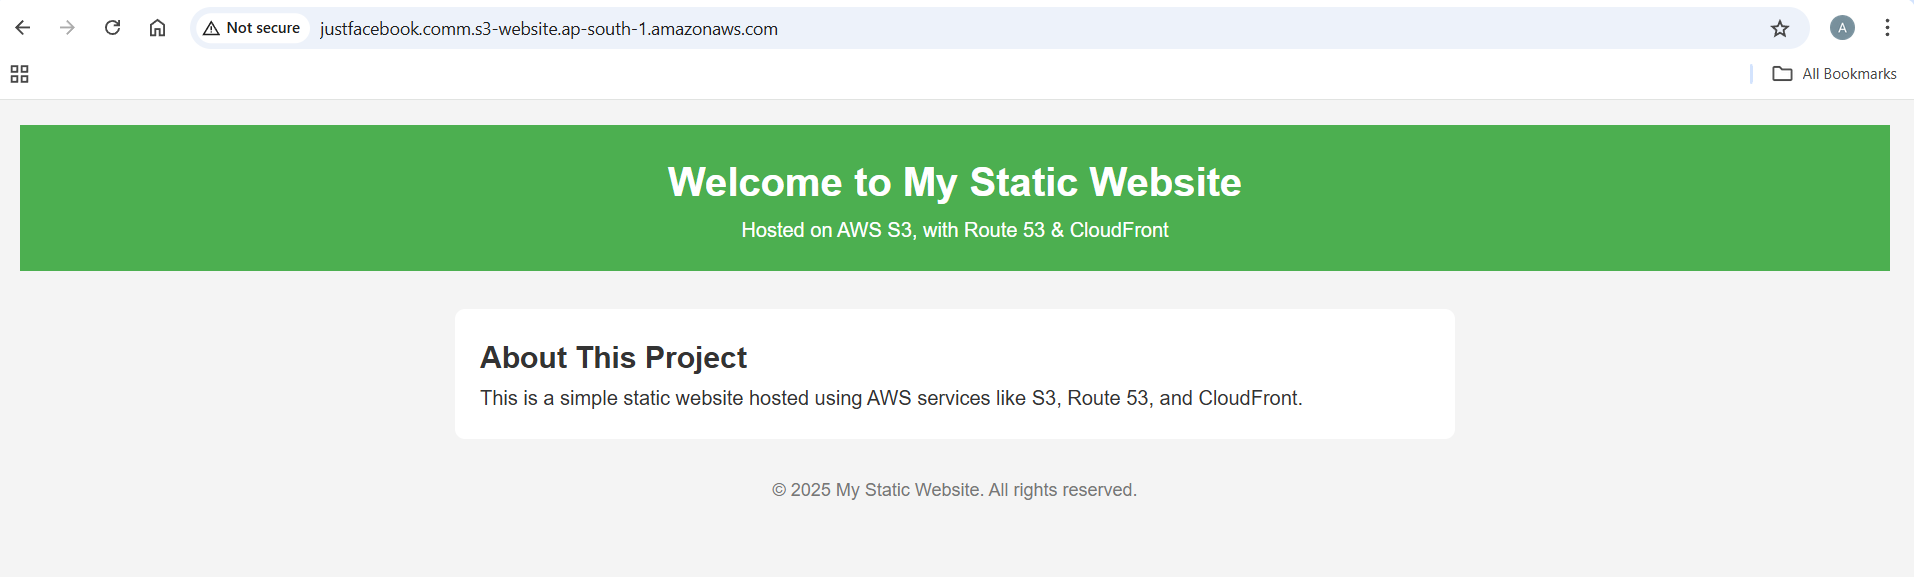 Not secure
justfacebook.comm.s3-website.ap-south-1.amazonaws.com
A
All Bookmarks
Welcome to My Static Website
Hosted on AWS S3, with Route 53 & CloudFront
About This Project
This is a simple static website hosted using AWS services like S3, Route 53, and CloudFront.
© 2025 My Static Website. All rights reserved.